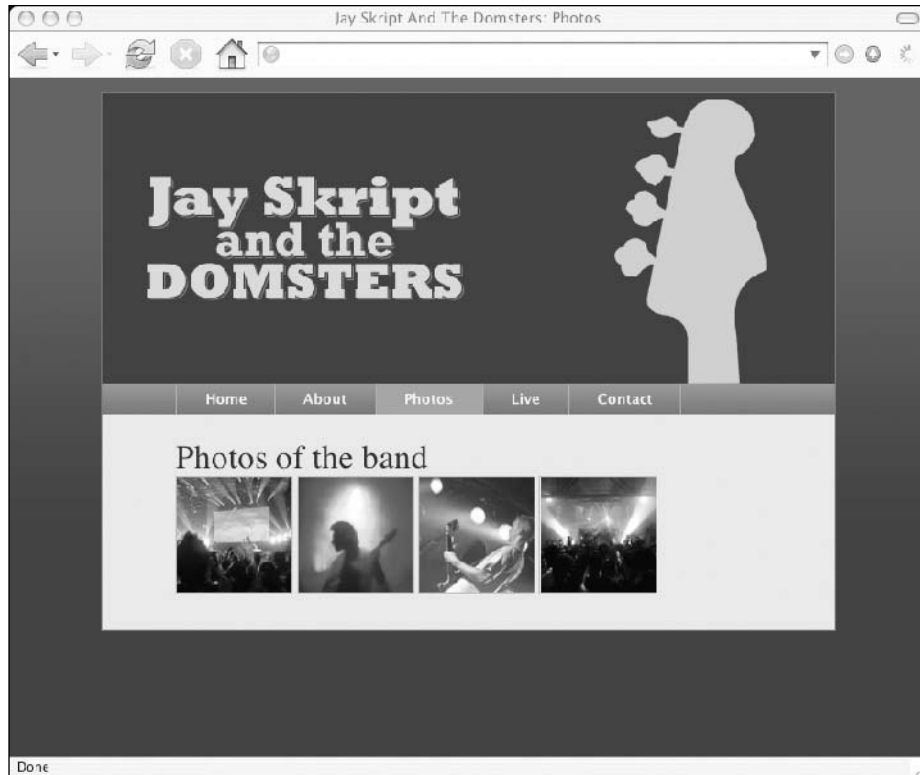 Jay Skript And The Domsters: Photos
Jay Skript
and the
DOMSTERS
Home About Photos Live Contact
Photos of the band
Done